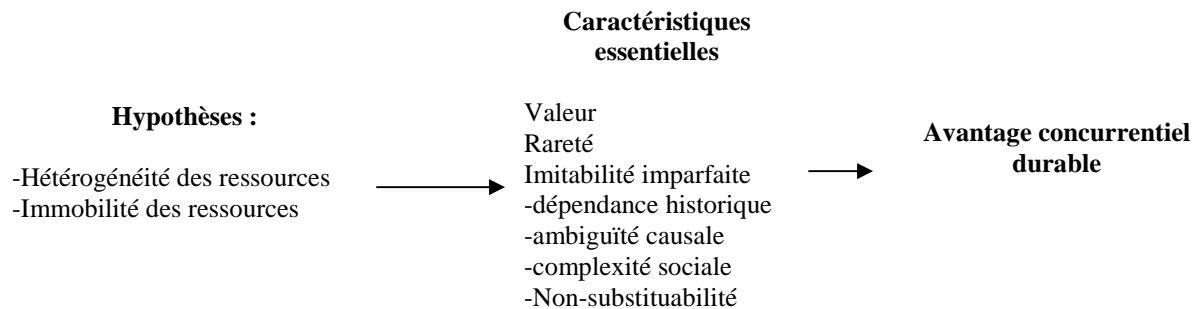 Caractéristiques
essentielles
Hypothèses :
-Hétérogénéité des ressources
-Immobilité des ressources
Valeur
Rareté
Imitabilité imparfaite
-dépendance historique
-ambiguïté causale
-complexité sociale
-Non-substituabilité
Avantage concurrentiel
durable